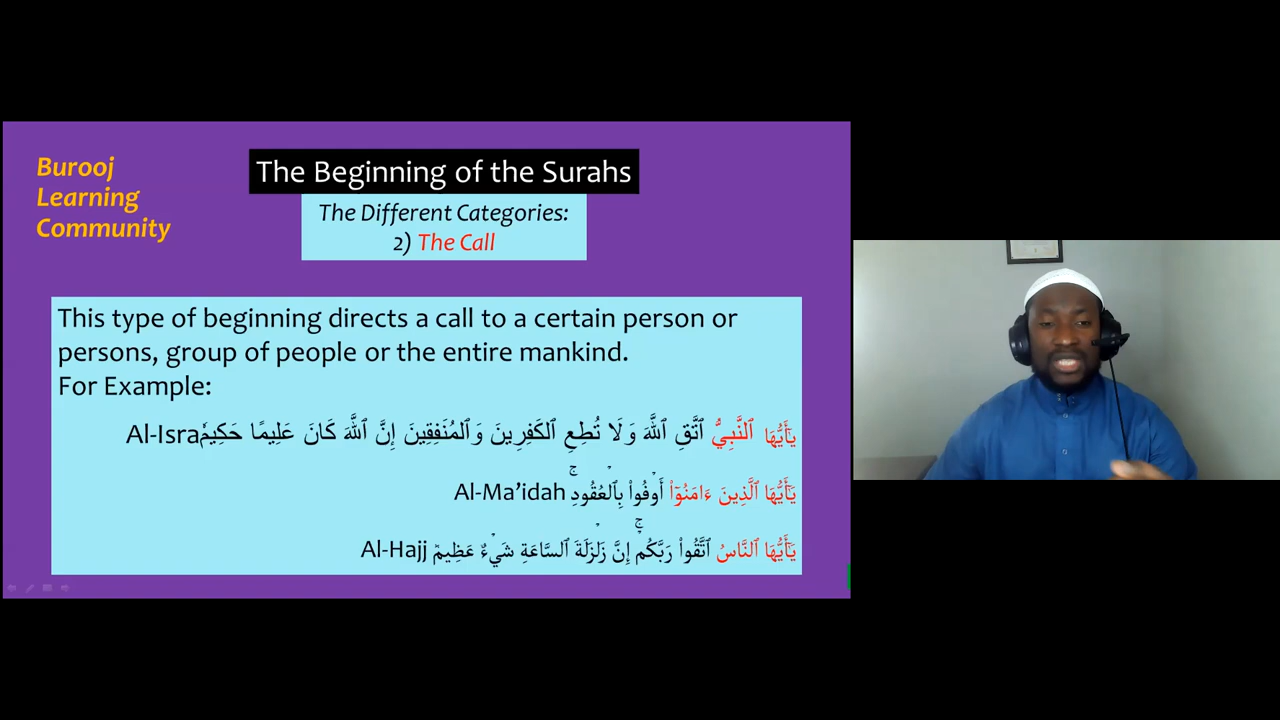 Burooj
Learning
Community
The Beginning of the Surahs
The Different Categories:
2) The Call
This type of beginning directs a call to a certain person or
persons, group of people or the entire mankind.
For Example:
يَـٰٓأَيُّهَا ٱلنَّبِىُّ ٱتَّقِ ٱللَّهَ وَلَا تُطِعِ ٱلْكَـٰفِرِينَ وَٱلْمُنَـٰفِقِينَ إِنَّ ٱللَّهَ كَانَ عَلِيمًا حَكِيمًا Al-Isra
يَـٰٓأَيُّهَا ٱلَّذِينَ ءَامَنُوٓا۟ أَوْفُوا۟ بِٱلْعُقُودِ ۚ Al-Ma’idah
يَـٰٓأَيُّهَا ٱلنَّاسُ ٱتَّقُوا۟ رَبَّكُمْ ۚ إِنَّ زَلْزَلَةَ ٱلسَّاعَةِ شَىْءٌ عَظِيمٌ Al-Hajj